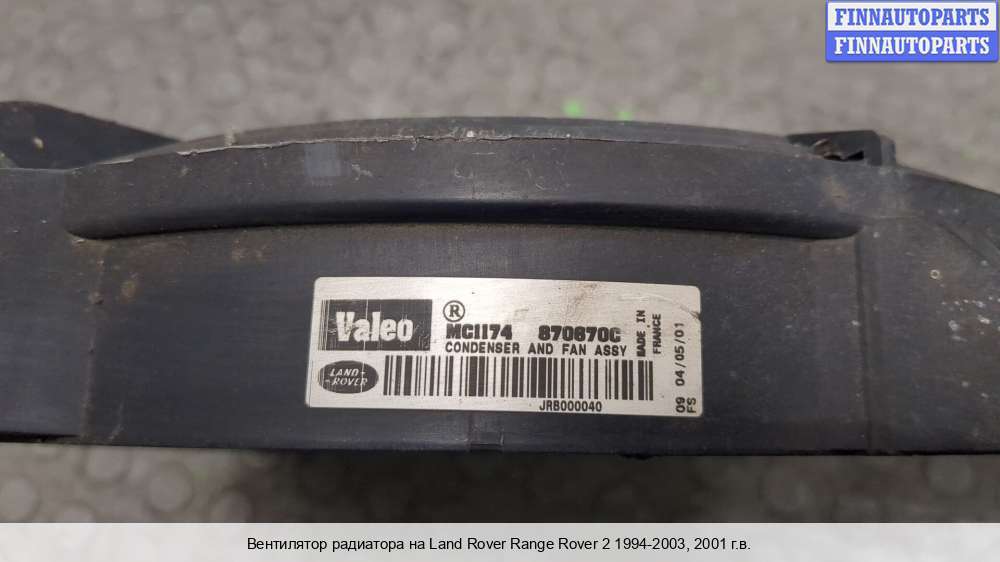 FINNAUTOPARTS
FINNAUTOPARTS
Valeo ® MC1174 870870C
CONDENSER AND FAN ASSY
MADE IN FRANCE
09 04/05/01
FS
LAND-
-ROVER
JRB000040
Вентилятор радиатора на Land Rover Range Rover 2 1994-2003, 2001 г.в.